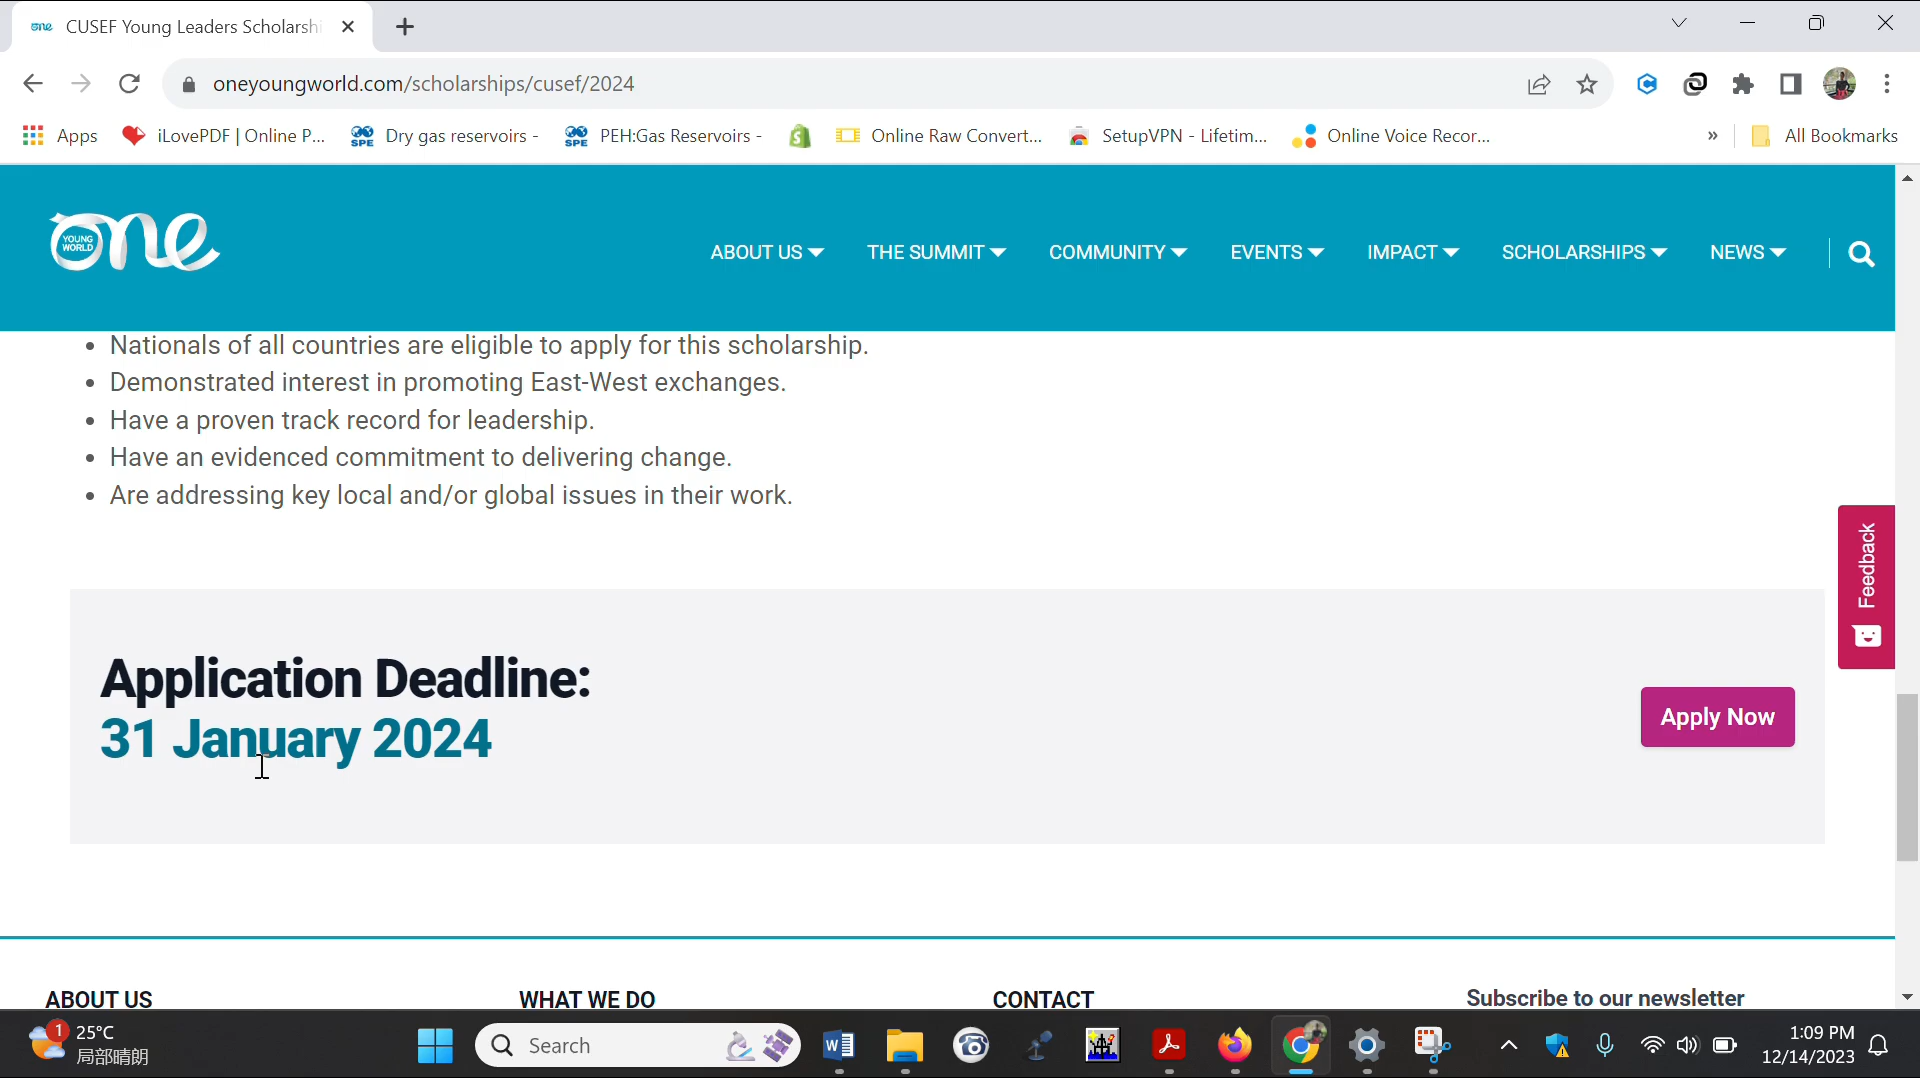 CUSEF Young Leaders Scholarshi
oneyoungworld.com/scholarships/cusef/2024
Apps
iLovePDF | Online P...
Dry gas reservoirs -
PEH:Gas Reservoirs -
Online Raw Convert...
SetupVPN - Lifetim...
Online Voice Recor...
»
All Bookmarks
one
YOUNG
WORLD
ABOUT US
THE SUMMIT
COMMUNITY
EVENTS
IMPACT
SCHOLARSHIPS
NEWS
• Nationals of all countries are eligible to apply for this scholarship.
• Demonstrated interest in promoting East-West exchanges.
• Have a proven track record for leadership.
• Have an evidenced commitment to delivering change.
• Are addressing key local and/or global issues in their work.
Feedback
Application Deadline:
31 January 2024
Apply Now
ABOUT US
WHAT WE DO
CONTACT
Subscribe to our newsletter
1
25°C
局部晴朗
Search
1:09 PM
12/14/2023